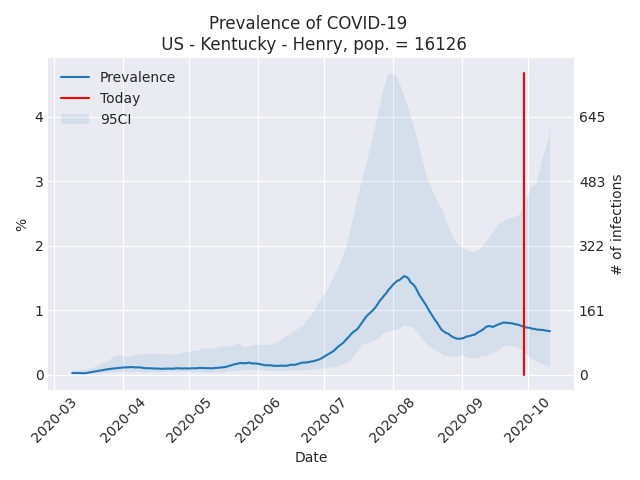 Prevalence of COVID-19
US - Kentucky - Henry, pop. = 16126
Prevalence
Today
95CI
4
3
2
1
0
%
645
483
322
161
0
# of infections
2020-03
2020-04
2020-05
2020-06
2020-07
2020-08
2020-09
2020-10
Date